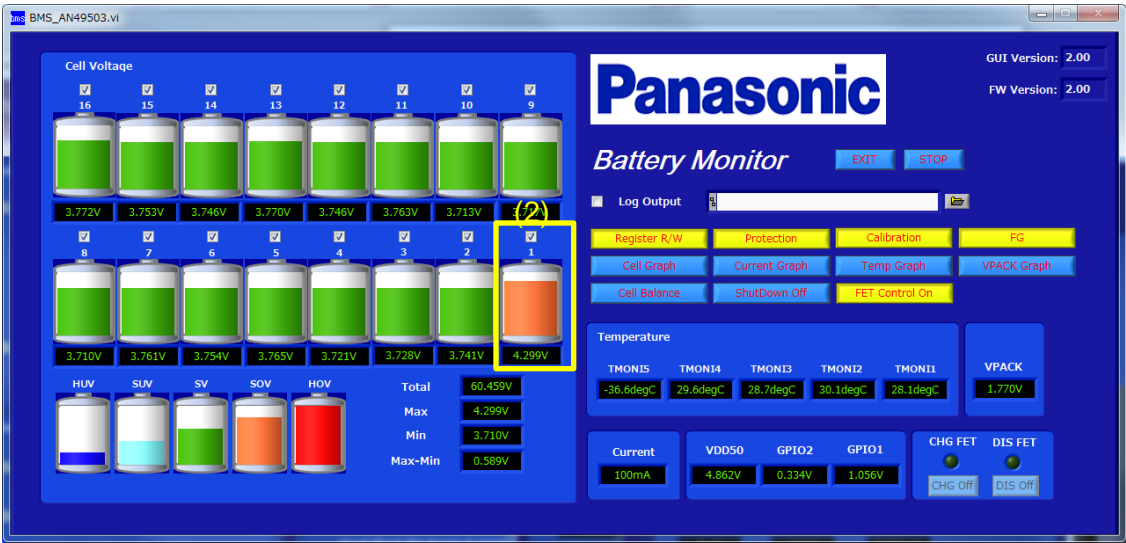 bms BMS_AN49503.vi
Cell Voltage
16 15 14 13 12 11 10 9
3.772V 3.753V 3.746V 3.770V 3.746V 3.763V 3.713V
(2)
8 7 6 5 4 3 2 1
3.710V 3.761V 3.754V 3.765V 3.721V 3.728V 3.741V 4.299V
HUV SUV SV SOV HOV
Total 60.459V
Max 4.299V
Min 3.710V
Max-Min 0.589V
Panasonic
GUI Version: 2.00
FW Version: 2.00
Battery Monitor EXIT STOP
Log Output
Register R/W Protection Calibration FG
Cell Graph Current Graph Temp Graph VPACK Graph
Cell Balance ShutDown Off FET Control On
Temperature
TMONI5 TMONI4 TMONI3 TMONI2 TMONI1
-36.6degC 29.6degC 28.7degC 30.1degC 28.1degC
VPACK
1.770V
Current
100mA
VDD50 GPIO2 GPIO1
4.862V 0.334V 1.056V
CHG FET DIS FET
CHG Off DIS Off